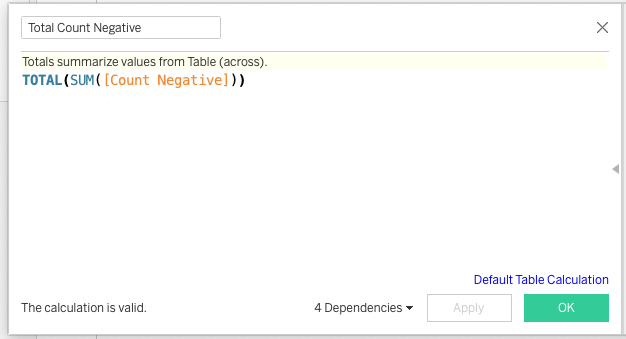 Total Count Negative
Totals summarize values from Table (across).
TOTAL(SUM([Count Negative]))
Default Table Calculation
The calculation is valid.
4 Dependencies
Apply
OK